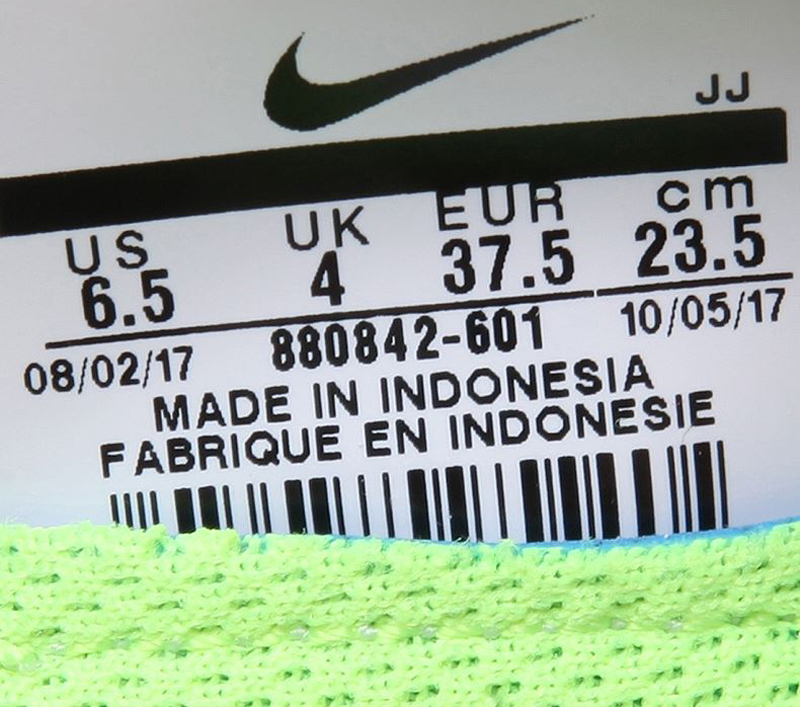 JJ
US UK EUR cm
6.5 4 37.5 23.5
08/02/17 880842-601 10/05/17
MADE IN INDONESIA
FABRIQUE EN INDONESIE